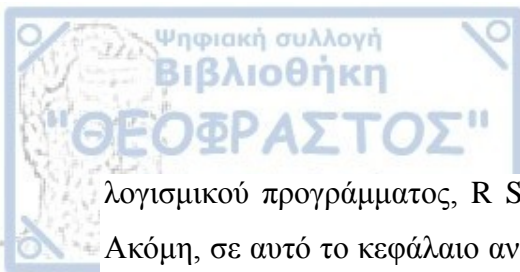 Ψηφιακή συλλογή
Βιβλιοθήκη
"ΘΕΟΦΡΑΣΤΟΣ"
λογισμικού προγράμματος, R S
Ακόμη, σε αυτό το κεφάλαιο αν